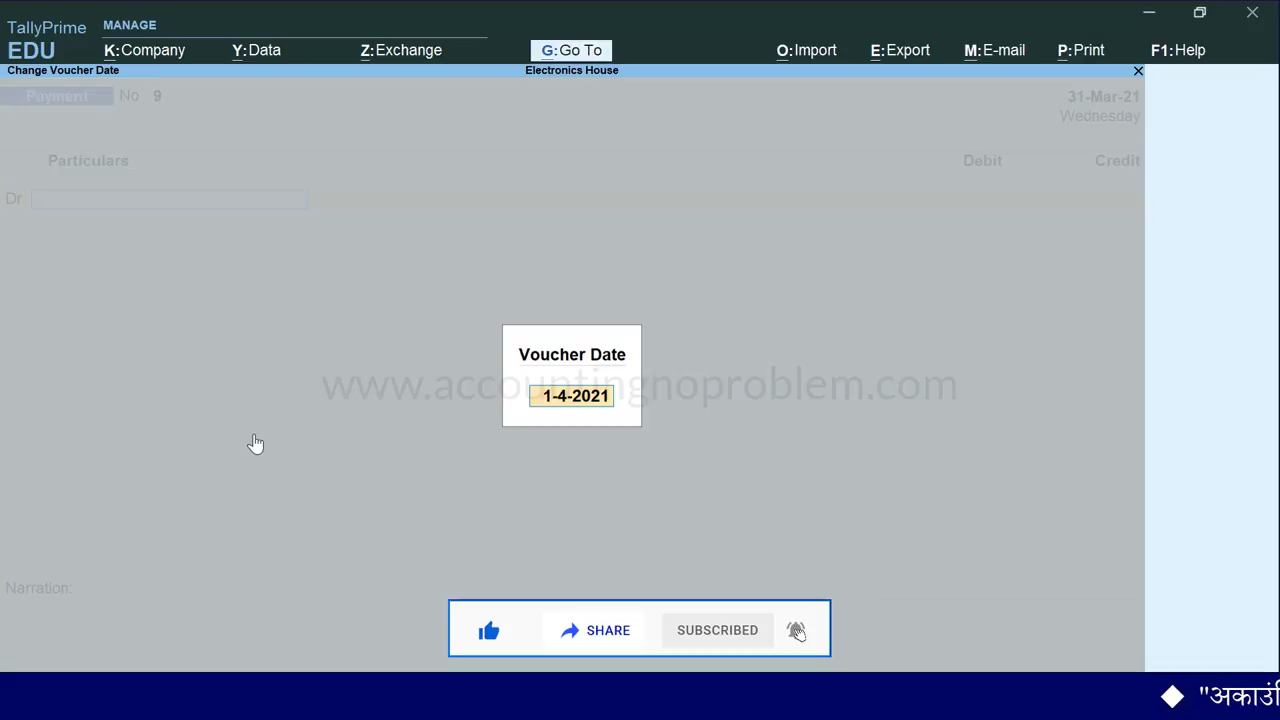 TallyPrime
EDU
MANAGE
K:Company Y:Data Z:Exchange G:Go To O:Import E:Export M:E-mail P:Print F1:Help
Change Voucher Date Electronics House
Payment No 9 31-Mar-21
Wednesday
Particulars Debit Credit
Dr
Voucher Date
1-4-2021
www.accountingnoproblem.com
Narration:
SHARE SUBSCRIBED